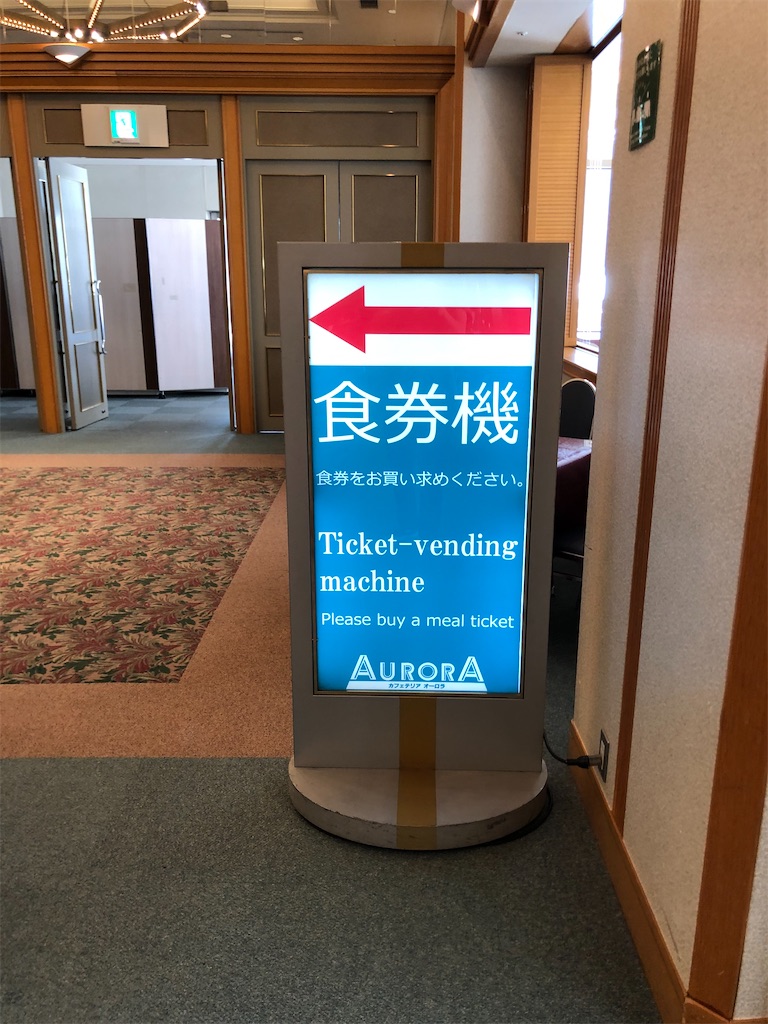 食券機
食券をお買い求めください。
Ticket-vending
machine
Please buy a meal ticket
AURORA
カフェテリア オーロラ